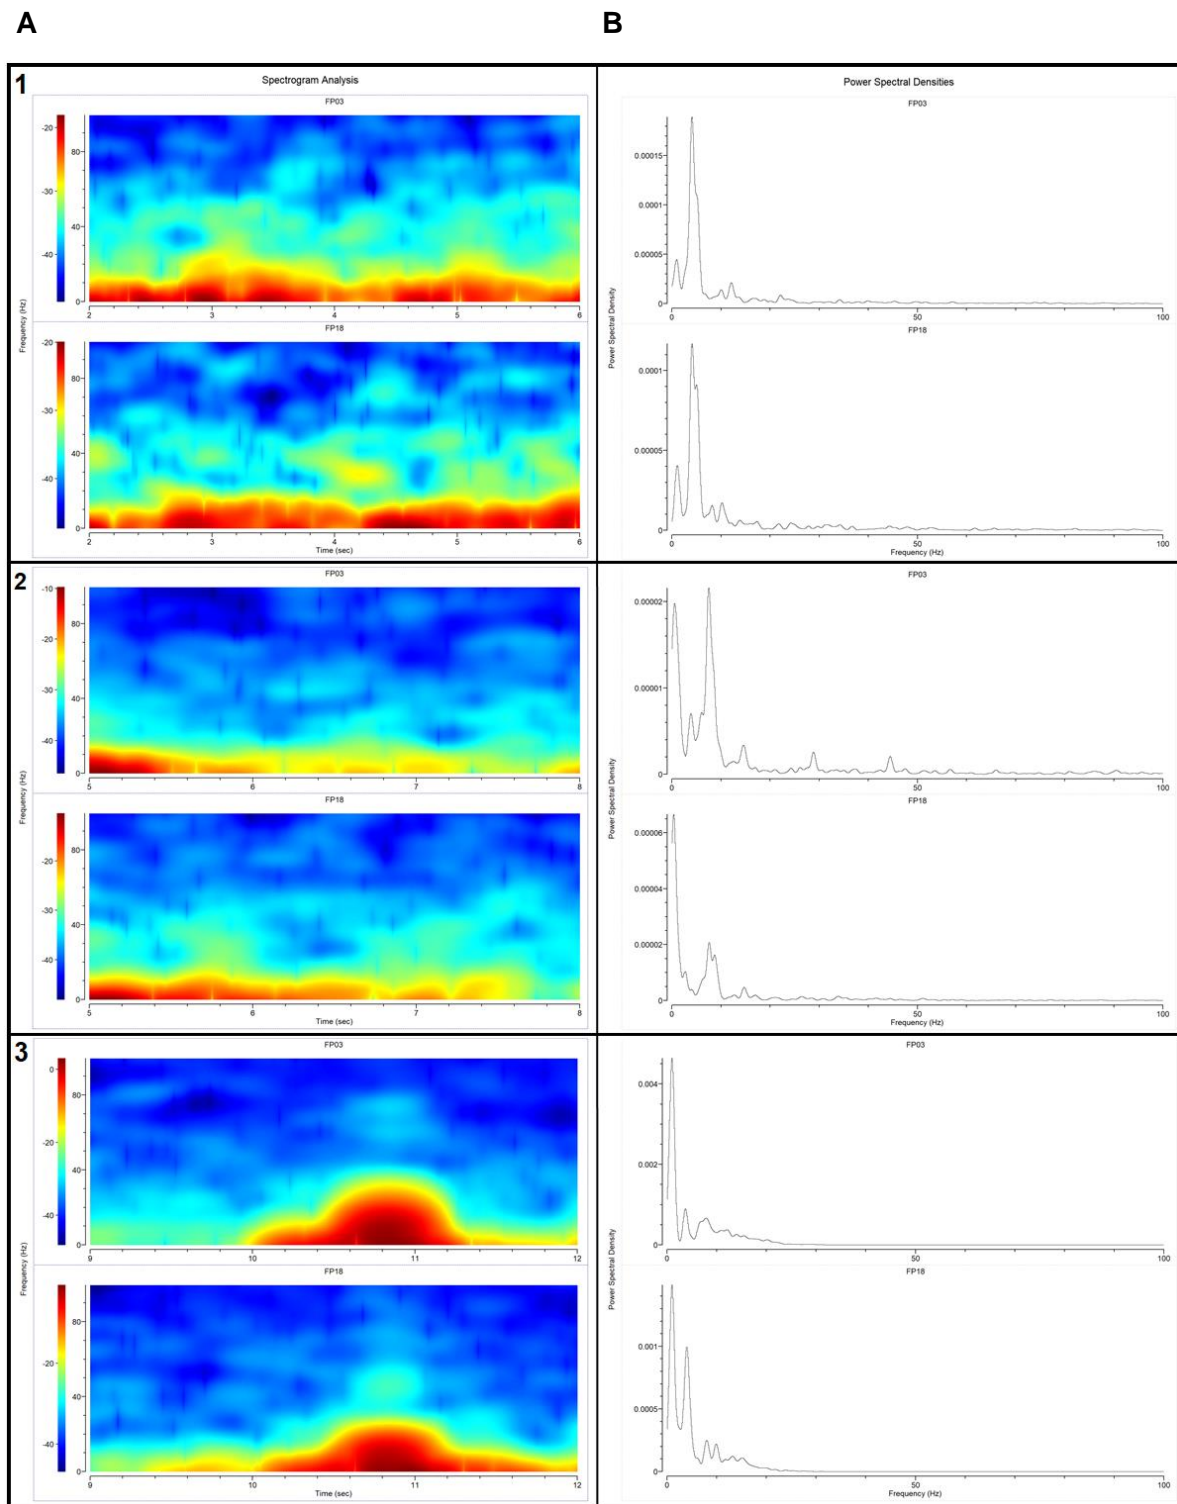 A B
1
Spectrogram Analysis
FP03
-20
-30
-40
80
40
0
2 3 4 5 6
FP18
-20
-30
-40
80
40
0
2 3 4 5 6
Time (sec)
Frequency (Hz)
Power Spectral Densities
FP03
0.00015
0.0001
0.00005
0
0 50 100
FP18
0.0001
0.00005
0
0 50 100
Frequency (Hz)
Power Spectral Density
2
FP03
-10
-20
-30
-40
80
40
0
5 6 7 8
FP18
-20
-30
-40
80
40
0
5 6 7 8
Time (sec)
Frequency (Hz)
FP03
0.00002
0.00001
0
0 50 100
FP18
0.00006
0.00004
0.00002
0
0 50 100
Frequency (Hz)
Power Spectral Density
3
FP03
0
-20
-40
80
40
0
9 10 11 12
FP18
-20
-40
80
40
0
9 10 11 12
Time (sec)
Frequency (Hz)
FP03
0.004
0.002
0
0 50 100
FP18
0.001
0.0005
0
0 50 100
Frequency (Hz)
Power Spectral Density